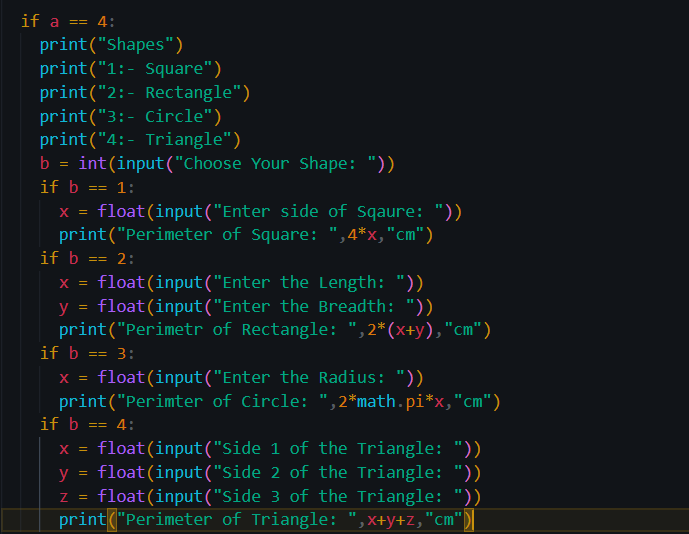 if a == 4:
print("Shapes")
print("1:- Square")
print("2:- Rectangle")
print("3:- Circle")
print("4:- Triangle")
b = int(input("Choose Your Shape: "))
if b == 1:
x = float(input("Enter side of Sqaure: "))
print("Perimeter of Square: ",4*x,"cm")
if b == 2:
x = float(input("Enter the Length: "))
y = float(input("Enter the Breadth: "))
print("Perimetr of Rectangle: ",2*(x+y),"cm")
if b == 3:
x = float(input("Enter the Radius: "))
print("Perimter of Circle: ",2*math.pi*x,"cm")
if b == 4:
x = float(input("Side 1 of the Triangle: "))
y = float(input("Side 2 of the Triangle: "))
z = float(input("Side 3 of the Triangle: "))
print("Perimeter of Triangle: ",x+y+z,"cm")